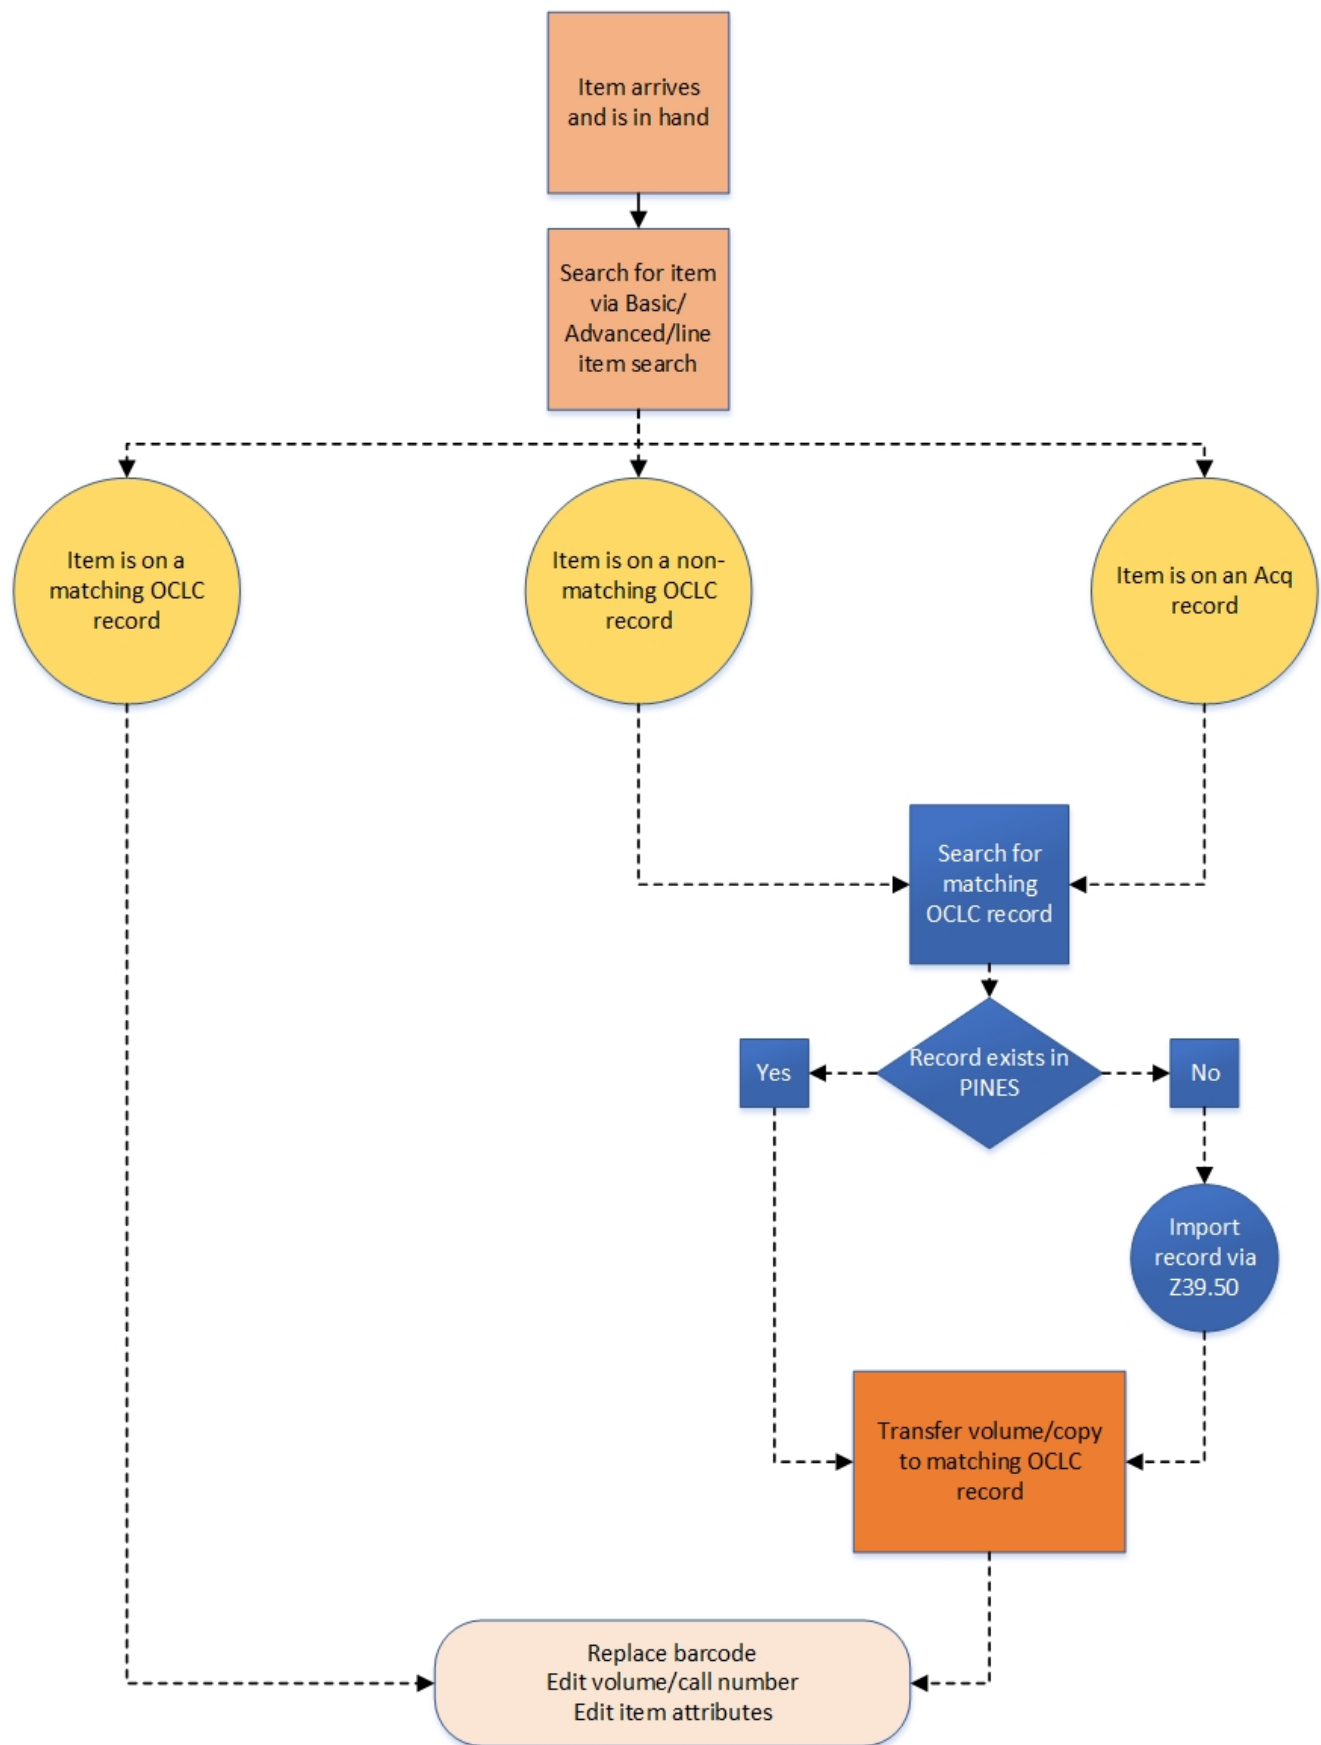 Item arrives
and is in hand
Search for item
via Basic/
Advanced/line
item search
Item is on a
matching OCLC
record
Item is on a non-
matching OCLC
record
Item is on an Acq
record
Search for
matching
OCLC record
Record exists in
PINES
Yes
No
Import
record via
Z39.50
Transfer volume/copy
to matching OCLC
record
Replace barcode
Edit volume/call number
Edit item attributes